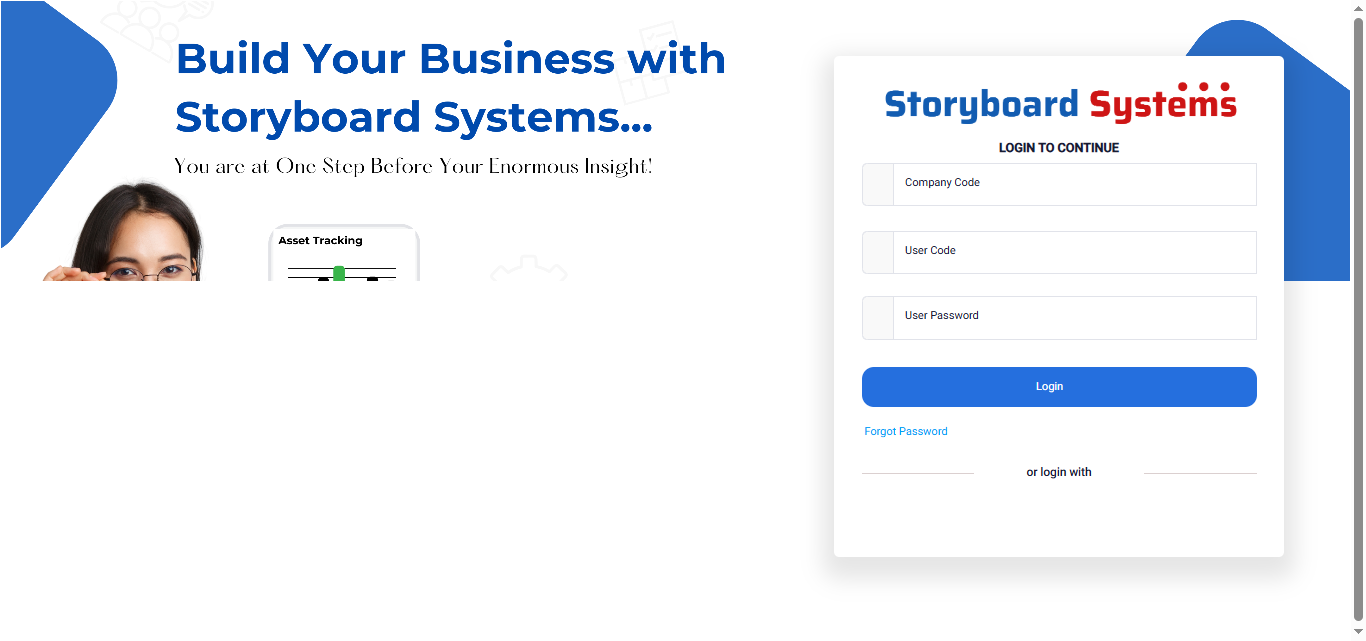 Build Your Business with
Storyboard Systems...
You are at One Step Before Your Enormous Insight!
Asset Tracking
Storyboard Systems
LOGIN TO CONTINUE
Company Code
User Code
User Password
Login
Forgot Password
or login with